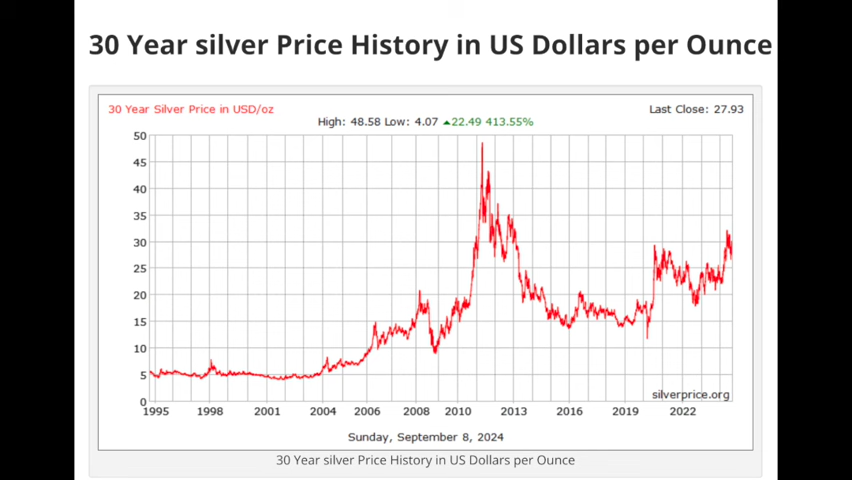 30 Year silver Price History in US Dollars per Ounce
30 Year Silver Price in USD/oz
Last Close: 27.93
High: 48.58 Low: 4.07 ▲22.49 413.55%
50
45
40
35
30
25
20
15
10
5
0
silverprice.org
1995 1998 2001 2004 2006 2008 2010 2013 2016 2019 2022
Sunday, September 8, 2024
30 Year silver Price History in US Dollars per Ounce